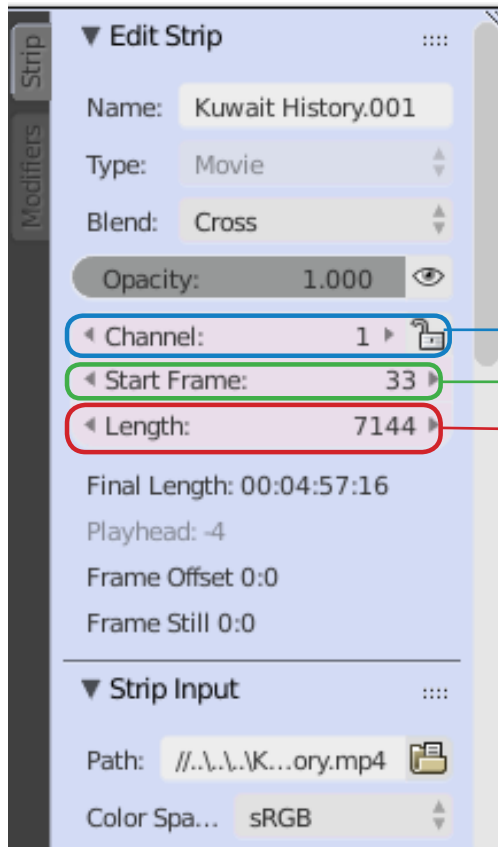 Strip
Modifiers
Edit Strip
Name: Kuwait History.001
Type: Movie
Blend: Cross
Opacity: 1.000
Channel: 1
Start Frame: 33
Length: 7144
Final Length: 00:04:57:16
Playhead: -4
Frame Offset 0:0
Frame Still 0:0
Strip Input
Path: //..\..\..\K...ory.mp4
Color Spa... sRGB